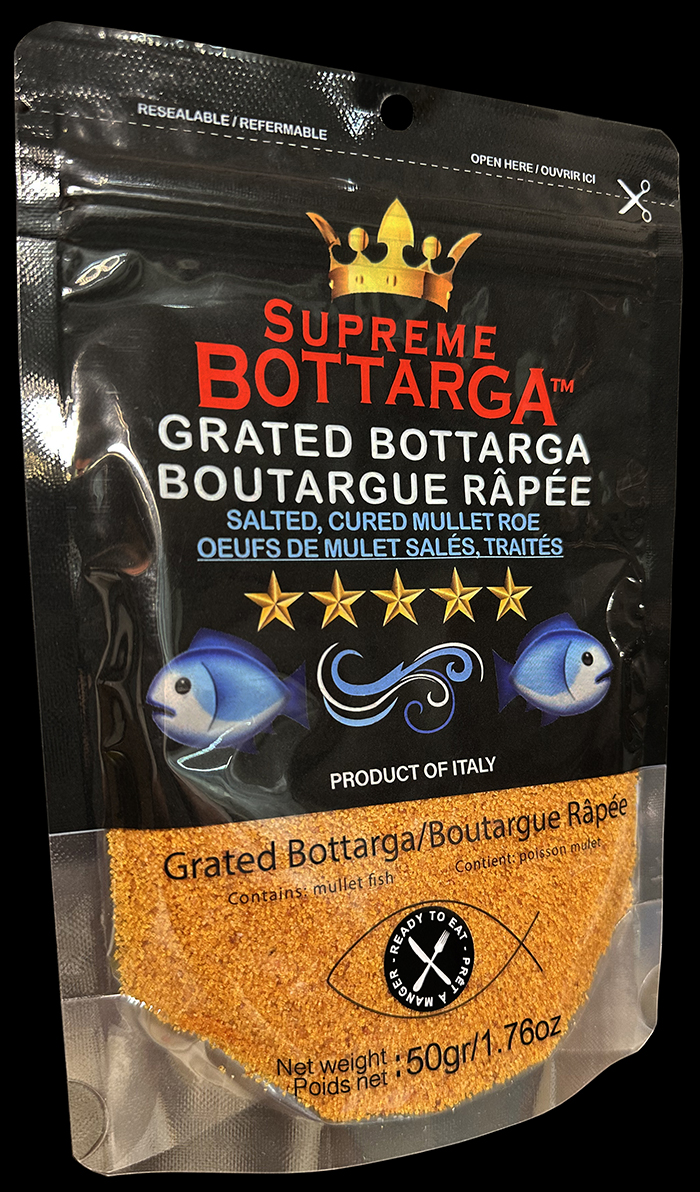 RESEALABLE / REFERMABLE
OPEN HERE / OUVRIR ICI
SUPREME
BOTTARGA™
GRATED BOTTARGA
BOUTARGUE RÂPÉE
SALTED, CURED MULLET ROE
OEUFS DE MULET SALÉS, TRAITÉS
PRODUCT OF ITALY
Grated Bottarga/Boutargue Râpée
Contains: mullet fish
Contient: poisson mulet
- READY TO EAT - PRÊT À MANGER
Net weight
Poids net
:50gr/1.76oz